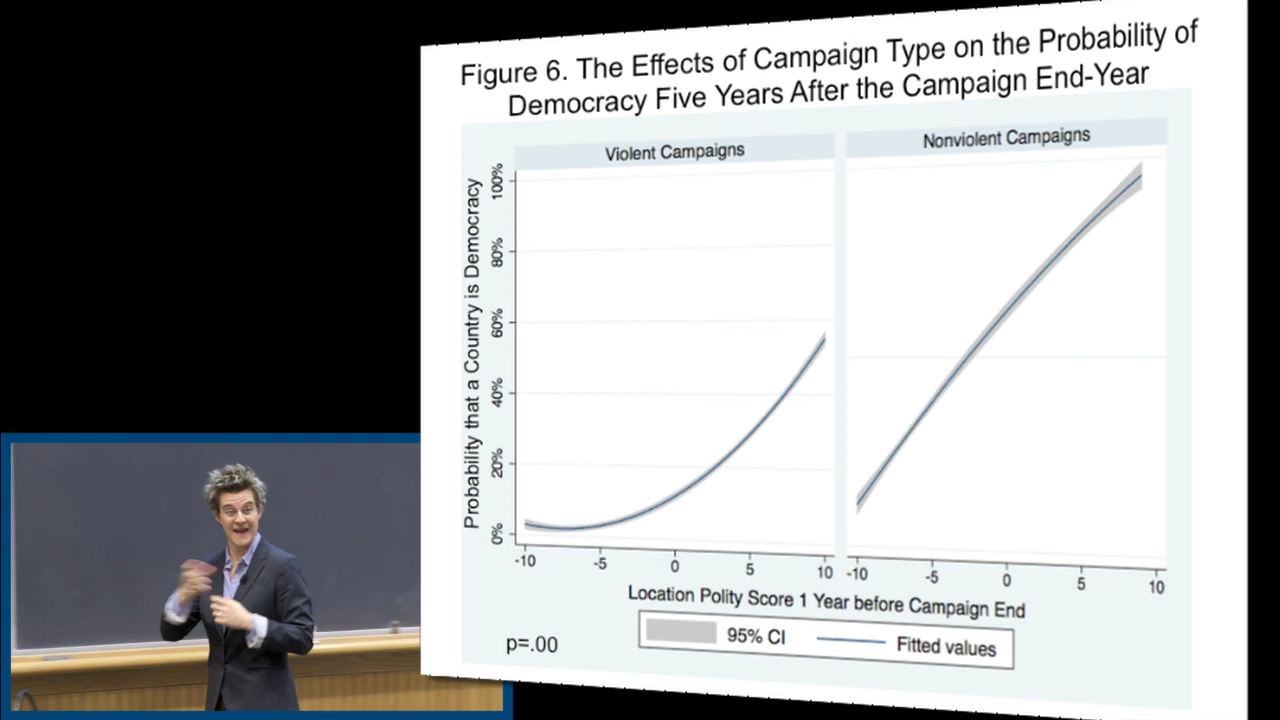 Figure 6. The Effects of Campaign Type on the Probability of
Democracy Five Years After the Campaign End-Year
Violent Campaigns
Nonviolent Campaigns
Probability that a Country is Democracy
100%
80%
60%
40%
20%
0%
-10 -5 0 5 10
-10 -5 0 5 10
Location Polity Score 1 Year before Campaign End
95% CI Fitted values
p=.00